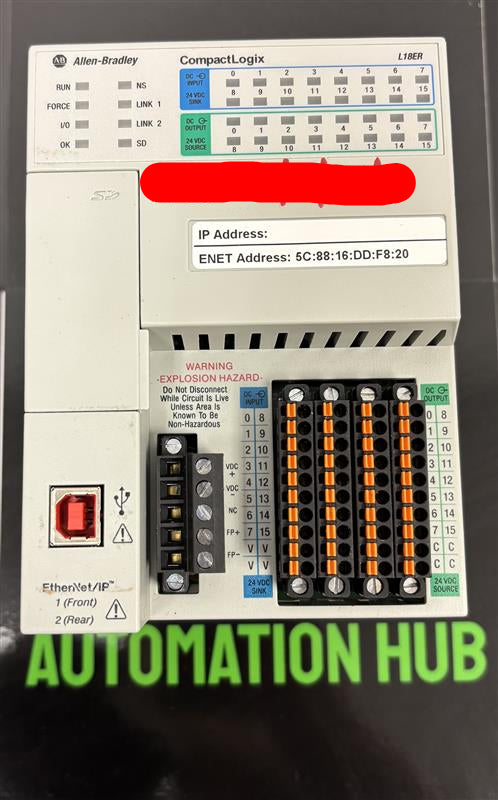 AB Allen-Bradley
CompactLogix
L18ER
RUN NS
FORCE LINK 1
I/O LINK 2
OK SD
DC INPUT
24 VDC SINK
0 1 2 3 4 5 6 7
8 9 10 11 12 13 14 15
DC OUTPUT
24 VDC SOURCE
0 1 2 3 4 5 6 7
8 9 10 11 12 13 14 15
SD
IP Address:
ENET Address: 5C:88:16:DD:F8:20
WARNING
-EXPLOSION HAZARD-
Do Not Disconnect
While Circuit Is Live
Unless Area Is
Known To Be
Non-Hazardous
VDC +
VDC -
NC
FP+
FP-
DC INPUT
0 8
1 9
2 10
3 11
4 12
5 13
6 14
7 15
V V
V V
24 VDC
SINK
DC OUTPUT
0 8
1 9
2 10
3 11
4 12
5 13
6 14
7 15
C C
C C
24 VDC
SOURCE
EtherNet/IP™
1 (Front)
2 (Rear)
AUTOMATION HUB